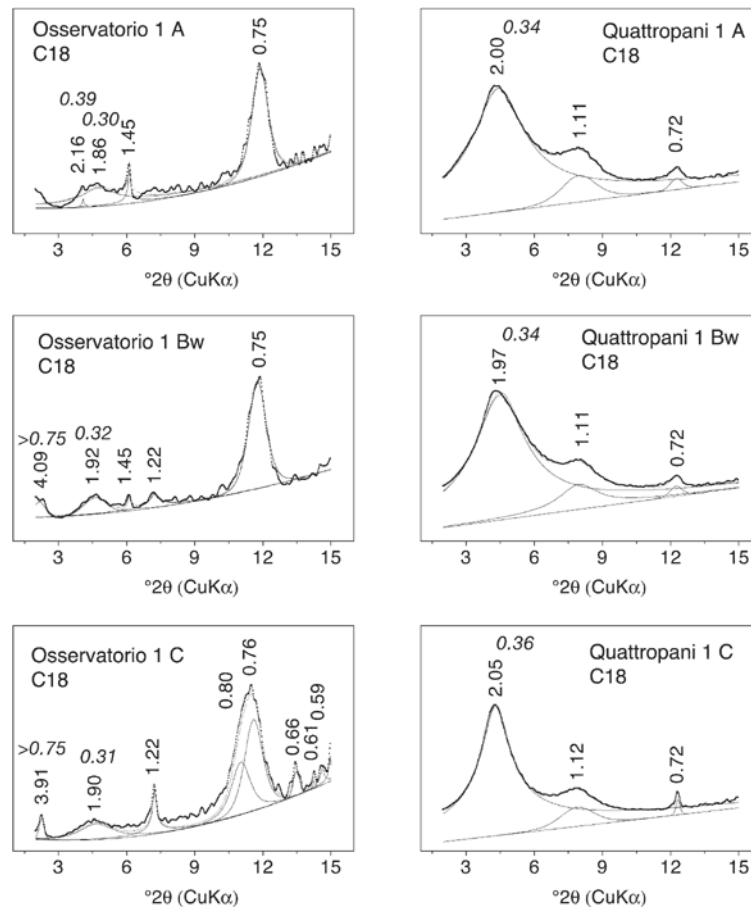 Osservatorio 1 A
C18
0.39
0.30
2.16
1.86
1.45
0.75
3 6 9 12 15
°2θ (CuKα)
Quattropani 1 A
C18
0.34
2.00
1.11
0.72
3 6 9 12 15
°2θ (CuKα)
Osservatorio 1 Bw
C18
>0.75
0.32
4.09
1.92
1.45
1.22
0.75
3 6 9 12 15
°2θ (CuKα)
Quattropani 1 Bw
C18
0.34
1.97
1.11
0.72
3 6 9 12 15
°2θ (CuKα)
Osservatorio 1 C
C18
>0.75
0.31
3.91
1.90
1.22
0.80
0.76
0.66
0.61
0.59
3 6 9 12 15
°2θ (CuKα)
Quattropani 1 C
C18
0.36
2.05
1.12
0.72
3 6 9 12 15
°2θ (CuKα)